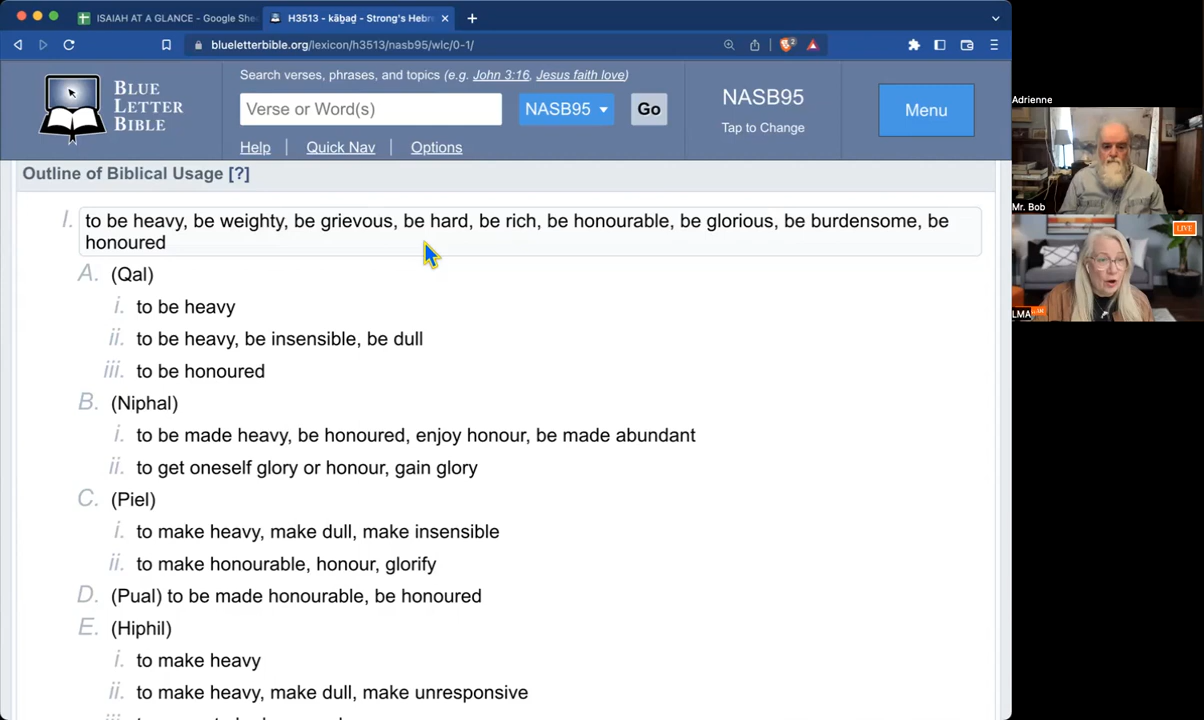 ISAIAH AT A GLANCE - Google She
H3513 - kāḇaḏ - Strong's Hebr
blueletterbible.org/lexicon/h3513/nasb95/wlc/0-1/
BLUE
LETTER
BIBLE
Search verses, phrases, and topics (e.g. John 3:16, Jesus faith love)
Verse or Word(s)
NASB95
Go
Help
Quick Nav
Options
NASB95
Tap to Change
Menu
Outline of Biblical Usage [?]
I. to be heavy, be weighty, be grievous, be hard, be rich, be honourable, be glorious, be burdensome, be
honoured
A. (Qal)
i. to be heavy
ii. to be heavy, be insensible, be dull
iii. to be honoured
B. (Niphal)
i. to be made heavy, be honoured, enjoy honour, be made abundant
ii. to get oneself glory or honour, gain glory
C. (Piel)
i. to make heavy, make dull, make insensible
ii. to make honourable, honour, glorify
D. (Pual) to be made honourable, be honoured
E. (Hiphil)
i. to make heavy
ii. to make heavy, make dull, make unresponsive
Adrienne
Mr. Bob
LIVE
LMA